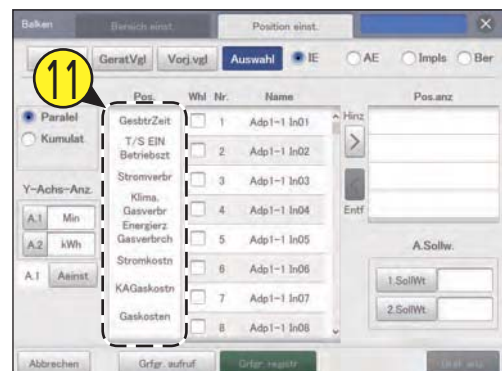 Balken
Bereich einst.
Position einst.
GerätVgl
Vorj.vgl
Auswahl
IE
AE
Impls
Ber
11
Pos.
Whl
Nr.
Name
Pos.anz
Paralel
Kumulat
Y-Achs-Anz.
A.1
Min
A.2
kWh
A.1
Aeinst
GesbtrZeit
T/S EIN
Betriebszt
Stromverbr
Klima.
Gasverbr
Energierz
Gasverbrch
Stromkostn
KAGaskostn
Gaskosten
1 Adp1-1 In01
2 Adp1-1 In02
3 Adp1-1 In03
4 Adp1-1 In04
5 Adp1-1 In05
6 Adp1-1 In06
7 Adp1-1 In07
8 Adp1-1 In08
Hinz
Entf
A.Sollw.
1.SollWt
2.SollWt
Abbrechen
Grfgr. aufruf
Grfgr. registr